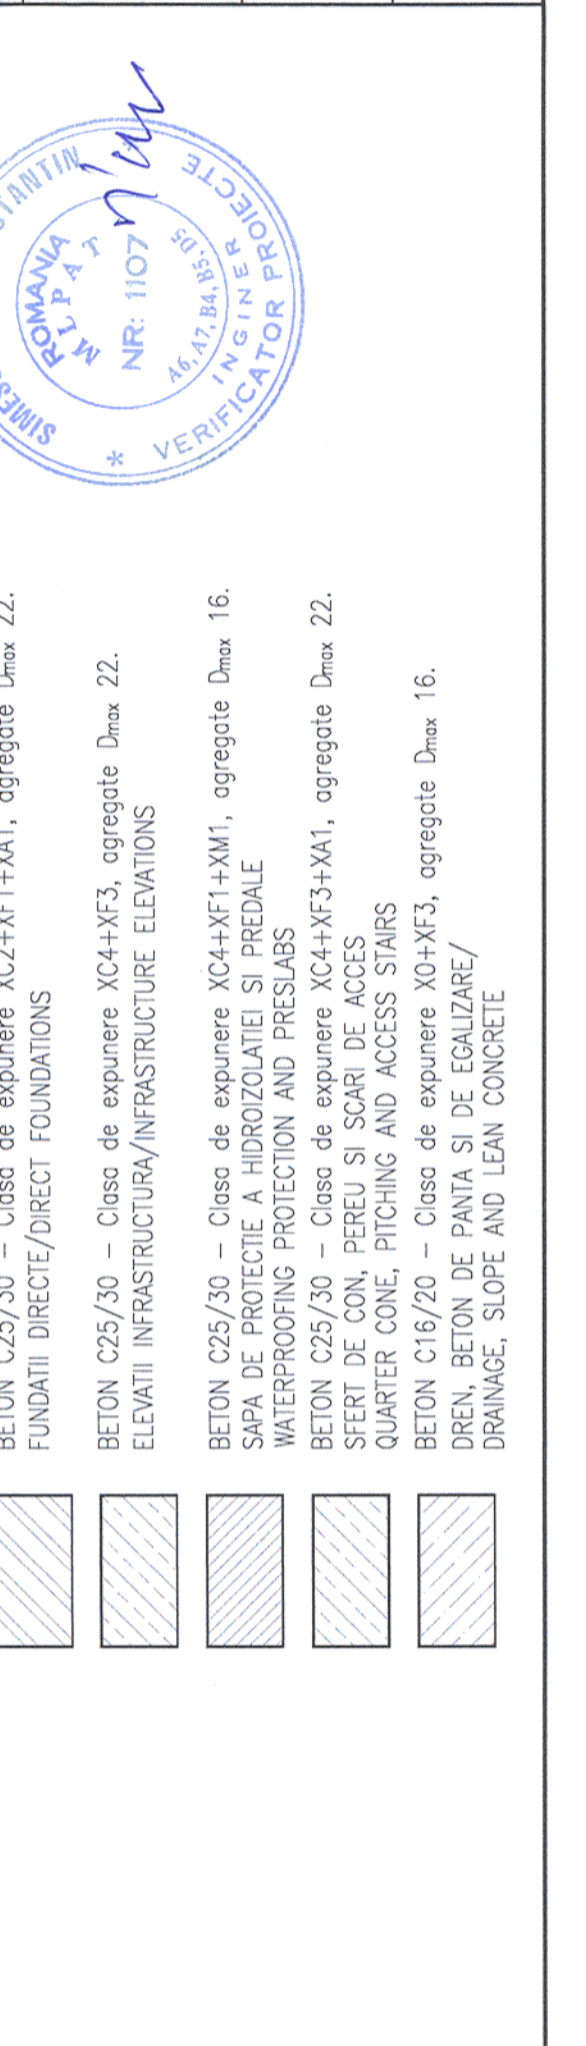 BETON C25/30 – Clasa de expunere XC2+XF1+XA1, agregate Dmax 22.
FUNDATII DIRECTE/DIRECT FOUNDATIONS
BETON C25/30 – Clasa de expunere XC4+XF3, agregate Dmax 22.
ELEVATII INFRASTRUCTURA/INFRASTRUCTURE ELEVATIONS
BETON C25/30 – Clasa de expunere XC4+XF1+XM1, agregate Dmax 16.
SAPA DE PROTECTIE A HIDROIZOLATIEI SI PREDALE
WATERPROOFING PROTECTION AND PRESLABS
BETON C25/30 – Clasa de expunere XC4+XF3+XA1, agregate Dmax 22.
SFERT DE CON, PEREU SI SCARI DE ACCES
QUARTER CONE, PITCHING AND ACCESS STAIRS
BETON C16/20 – Clasa de expunere X0+XF3, agregate Dmax 16.
DREN, BETON DE PANTA SI DE EGALIZARE/
DRAINAGE, SLOPE AND LEAN CONCRETE
ROMANIA
M L P A T
NR: 1107
A6, A7, B4, B5, D5
INGINER
* VERIFICATOR PROIECTE